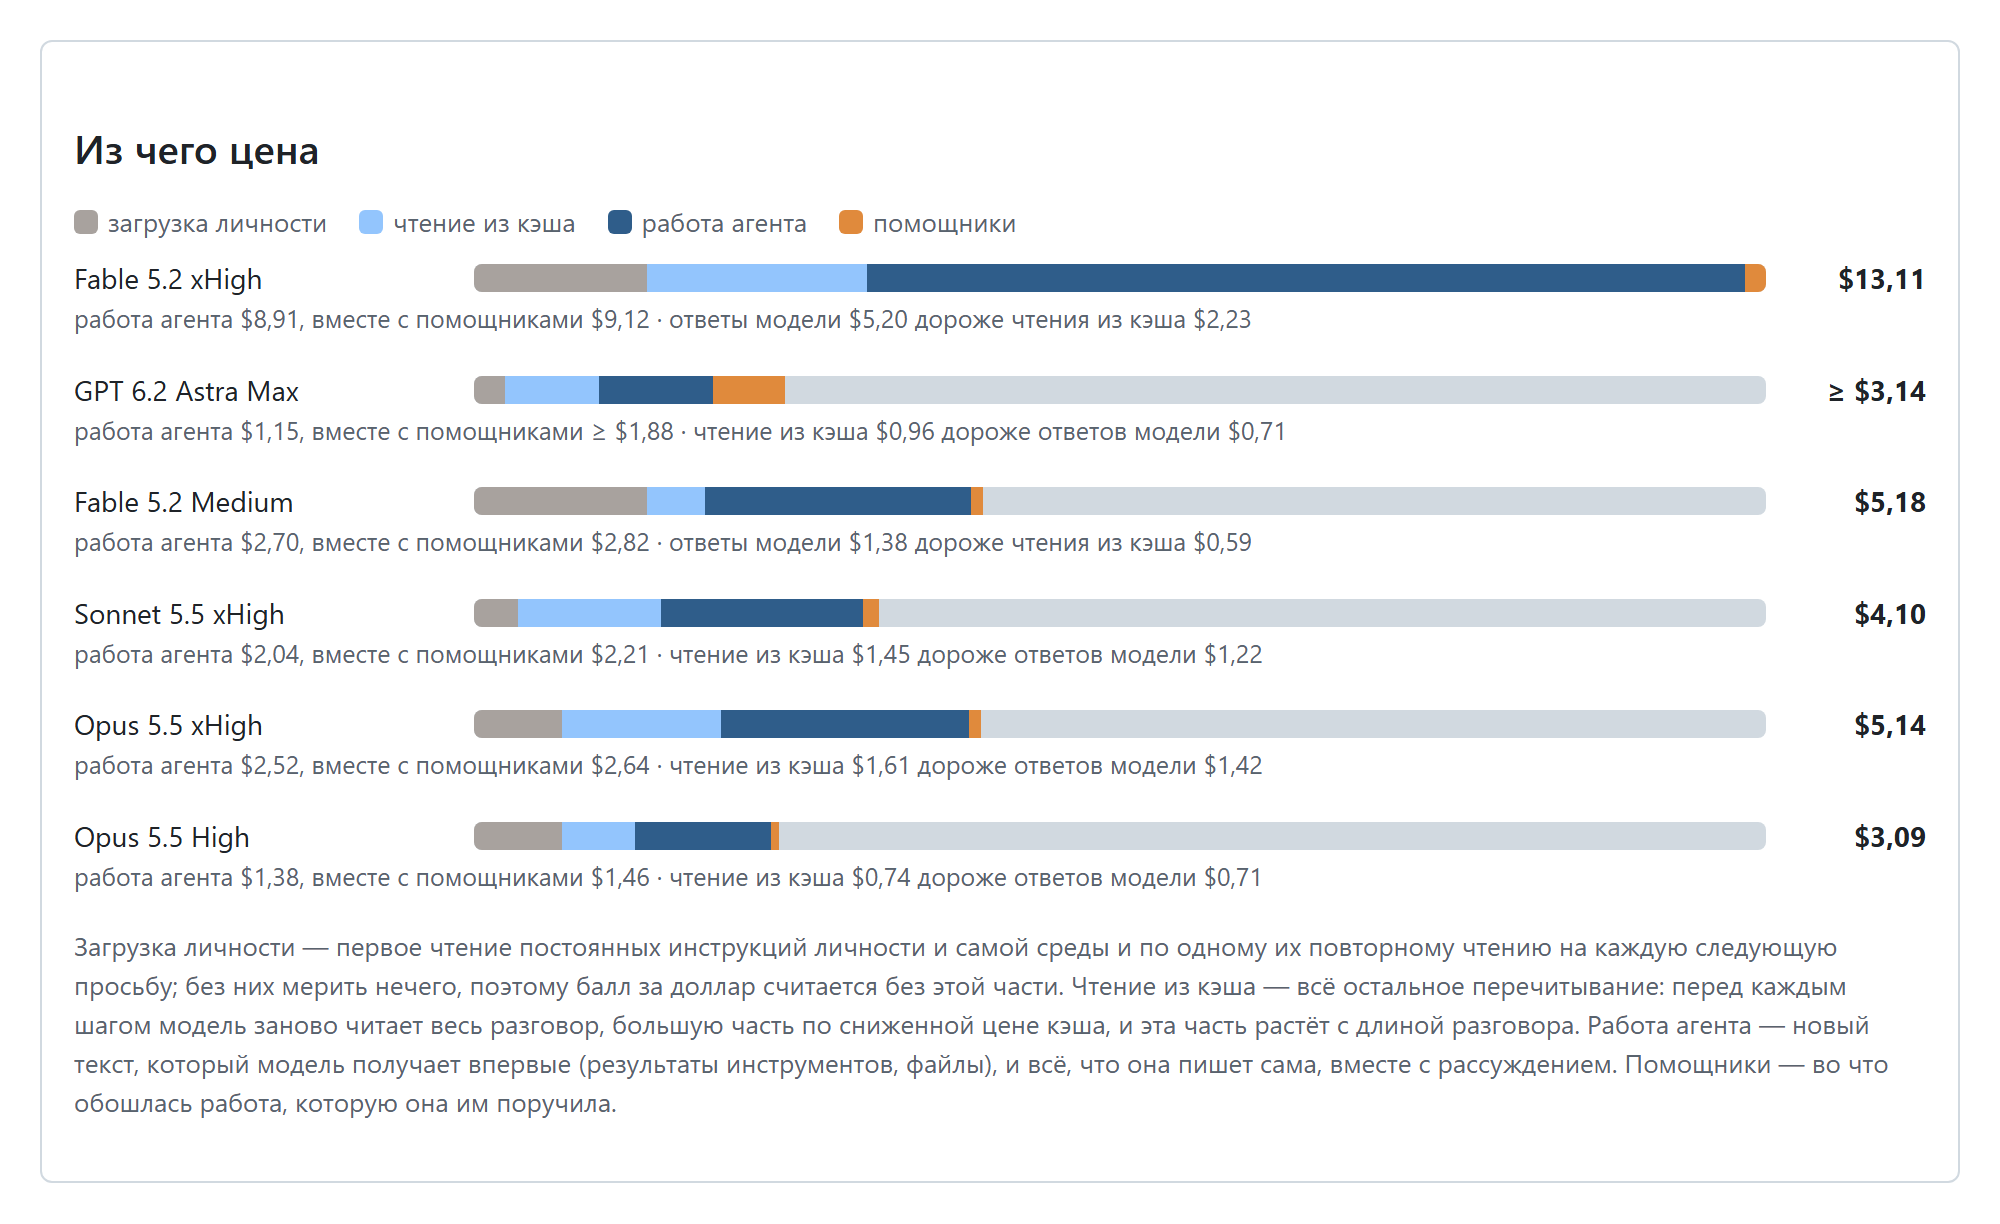 Из чего цена
загрузка личности чтение из кэша работа агента помощники
Fable 5.2 xHigh $13,11
работа агента $8,91, вместе с помощниками $9,12 · ответы модели $5,20 дороже чтения из кэша $2,23
GPT 6.2 Astra Max ≥ $3,14
работа агента $1,15, вместе с помощниками ≥ $1,88 · чтение из кэша $0,96 дороже ответов модели $0,71
Fable 5.2 Medium $5,18
работа агента $2,70, вместе с помощниками $2,82 · ответы модели $1,38 дороже чтения из кэша $0,59
Sonnet 5.5 xHigh $4,10
работа агента $2,04, вместе с помощниками $2,21 · чтение из кэша $1,45 дороже ответов модели $1,22
Opus 5.5 xHigh $5,14
работа агента $2,52, вместе с помощниками $2,64 · чтение из кэша $1,61 дороже ответов модели $1,42
Opus 5.5 High $3,09
работа агента $1,38, вместе с помощниками $1,46 · чтение из кэша $0,74 дороже ответов модели $0,71
Загрузка личности — первое чтение постоянных инструкций личности и самой среды и по одному их повторному чтению на каждую следующую
просьбу; без них мерить нечего, поэтому балл за доллар считается без этой части. Чтение из кэша — всё остальное перечитывание: перед каждым
шагом модель заново читает весь разговор, большую часть по сниженной цене кэша, и эта часть растёт с длиной разговора. Работа агента — новый
текст, который модель получает впервые (результаты инструментов, файлы), и всё, что она пишет сама, вместе с рассуждением. Помощники — во что
обошлась работа, которую она им поручила.